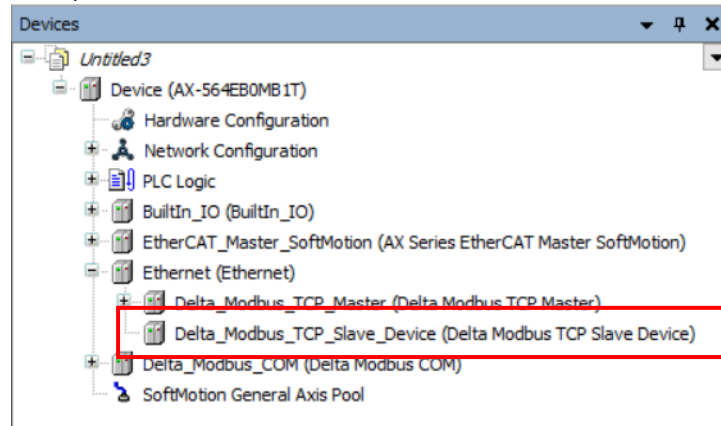 Devices
Untitled3
Device (AX-564EB0MB1T)
Hardware Configuration
Network Configuration
PLC Logic
BuiltIn_IO (BuiltIn_IO)
EtherCAT_Master_SoftMotion (AX Series EtherCAT Master SoftMotion)
Ethernet (Ethernet)
Delta_Modbus_TCP_Master (Delta Modbus TCP Master)
Delta_Modbus_TCP_Slave_Device (Delta Modbus TCP Slave Device)
Delta_Modbus_COM (Delta Modbus COM)
SoftMotion General Axis Pool